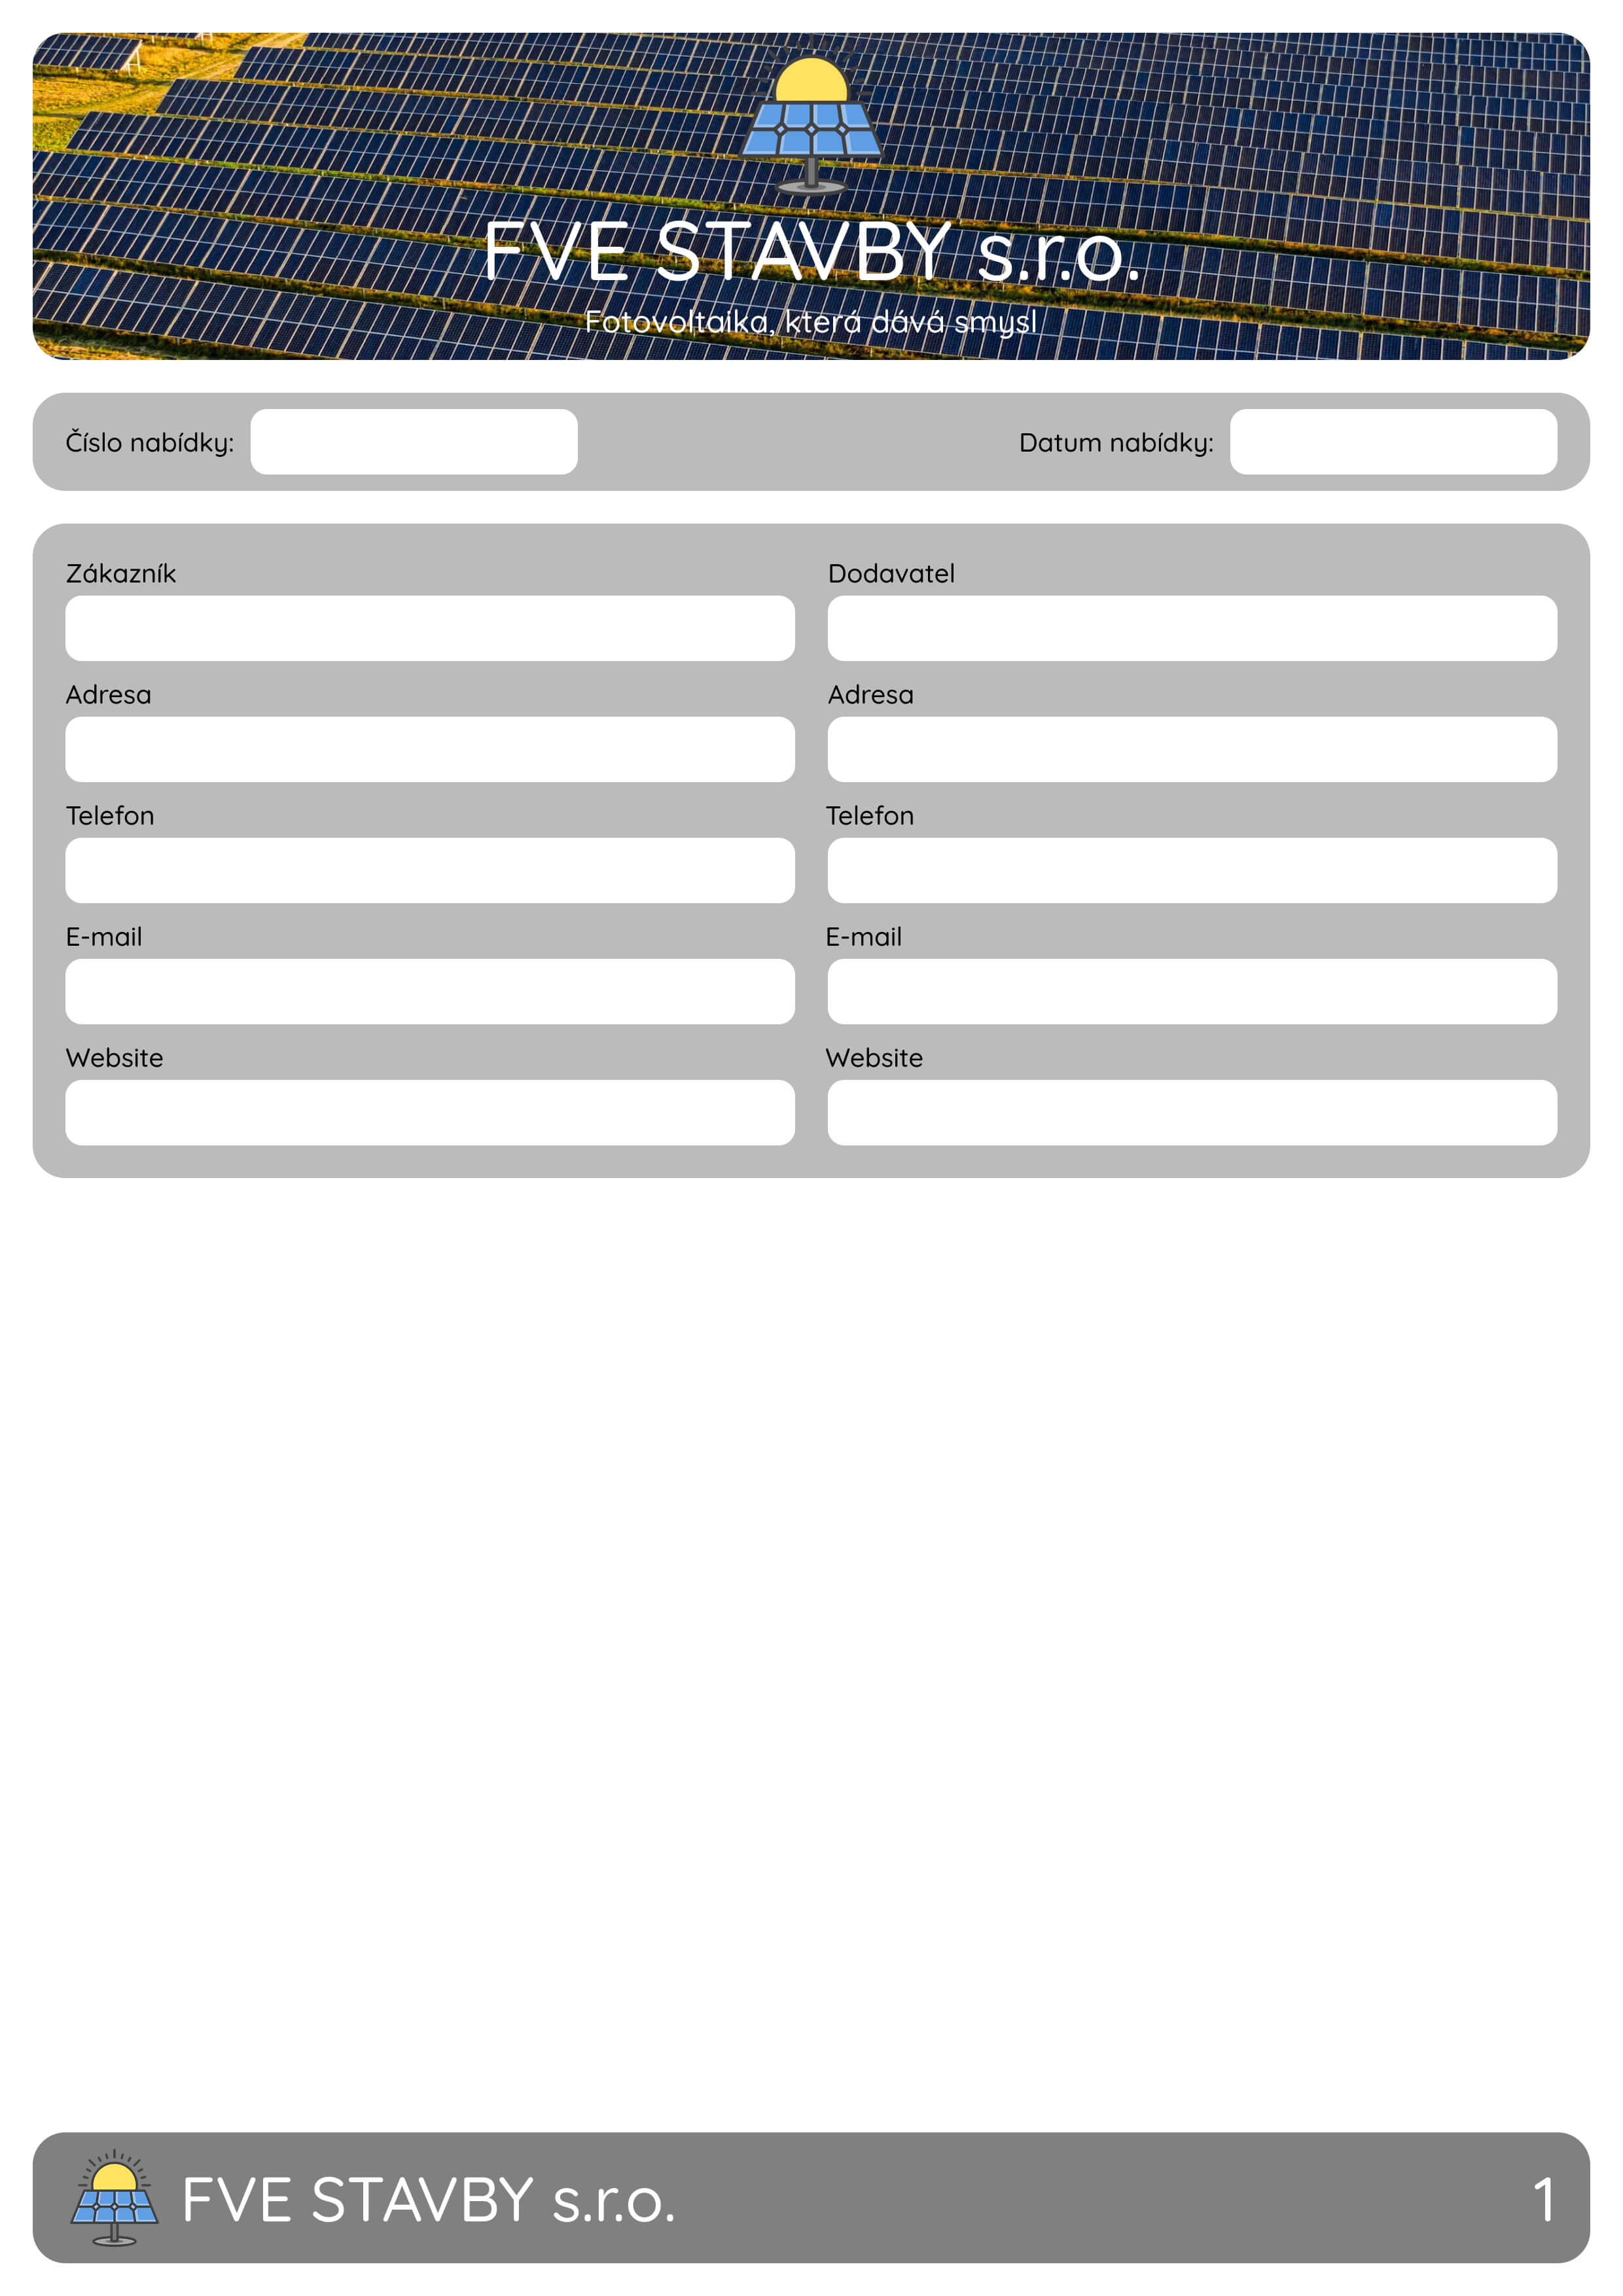 FVE STAVBY s.r.o.
Fotovoltaika, která dává smysl
Číslo nabídky: Datum nabídky:
Zákazník Dodavatel
Adresa Adresa
Telefon Telefon
E-mail E-mail
Website Website
FVE STAVBY s.r.o. 1